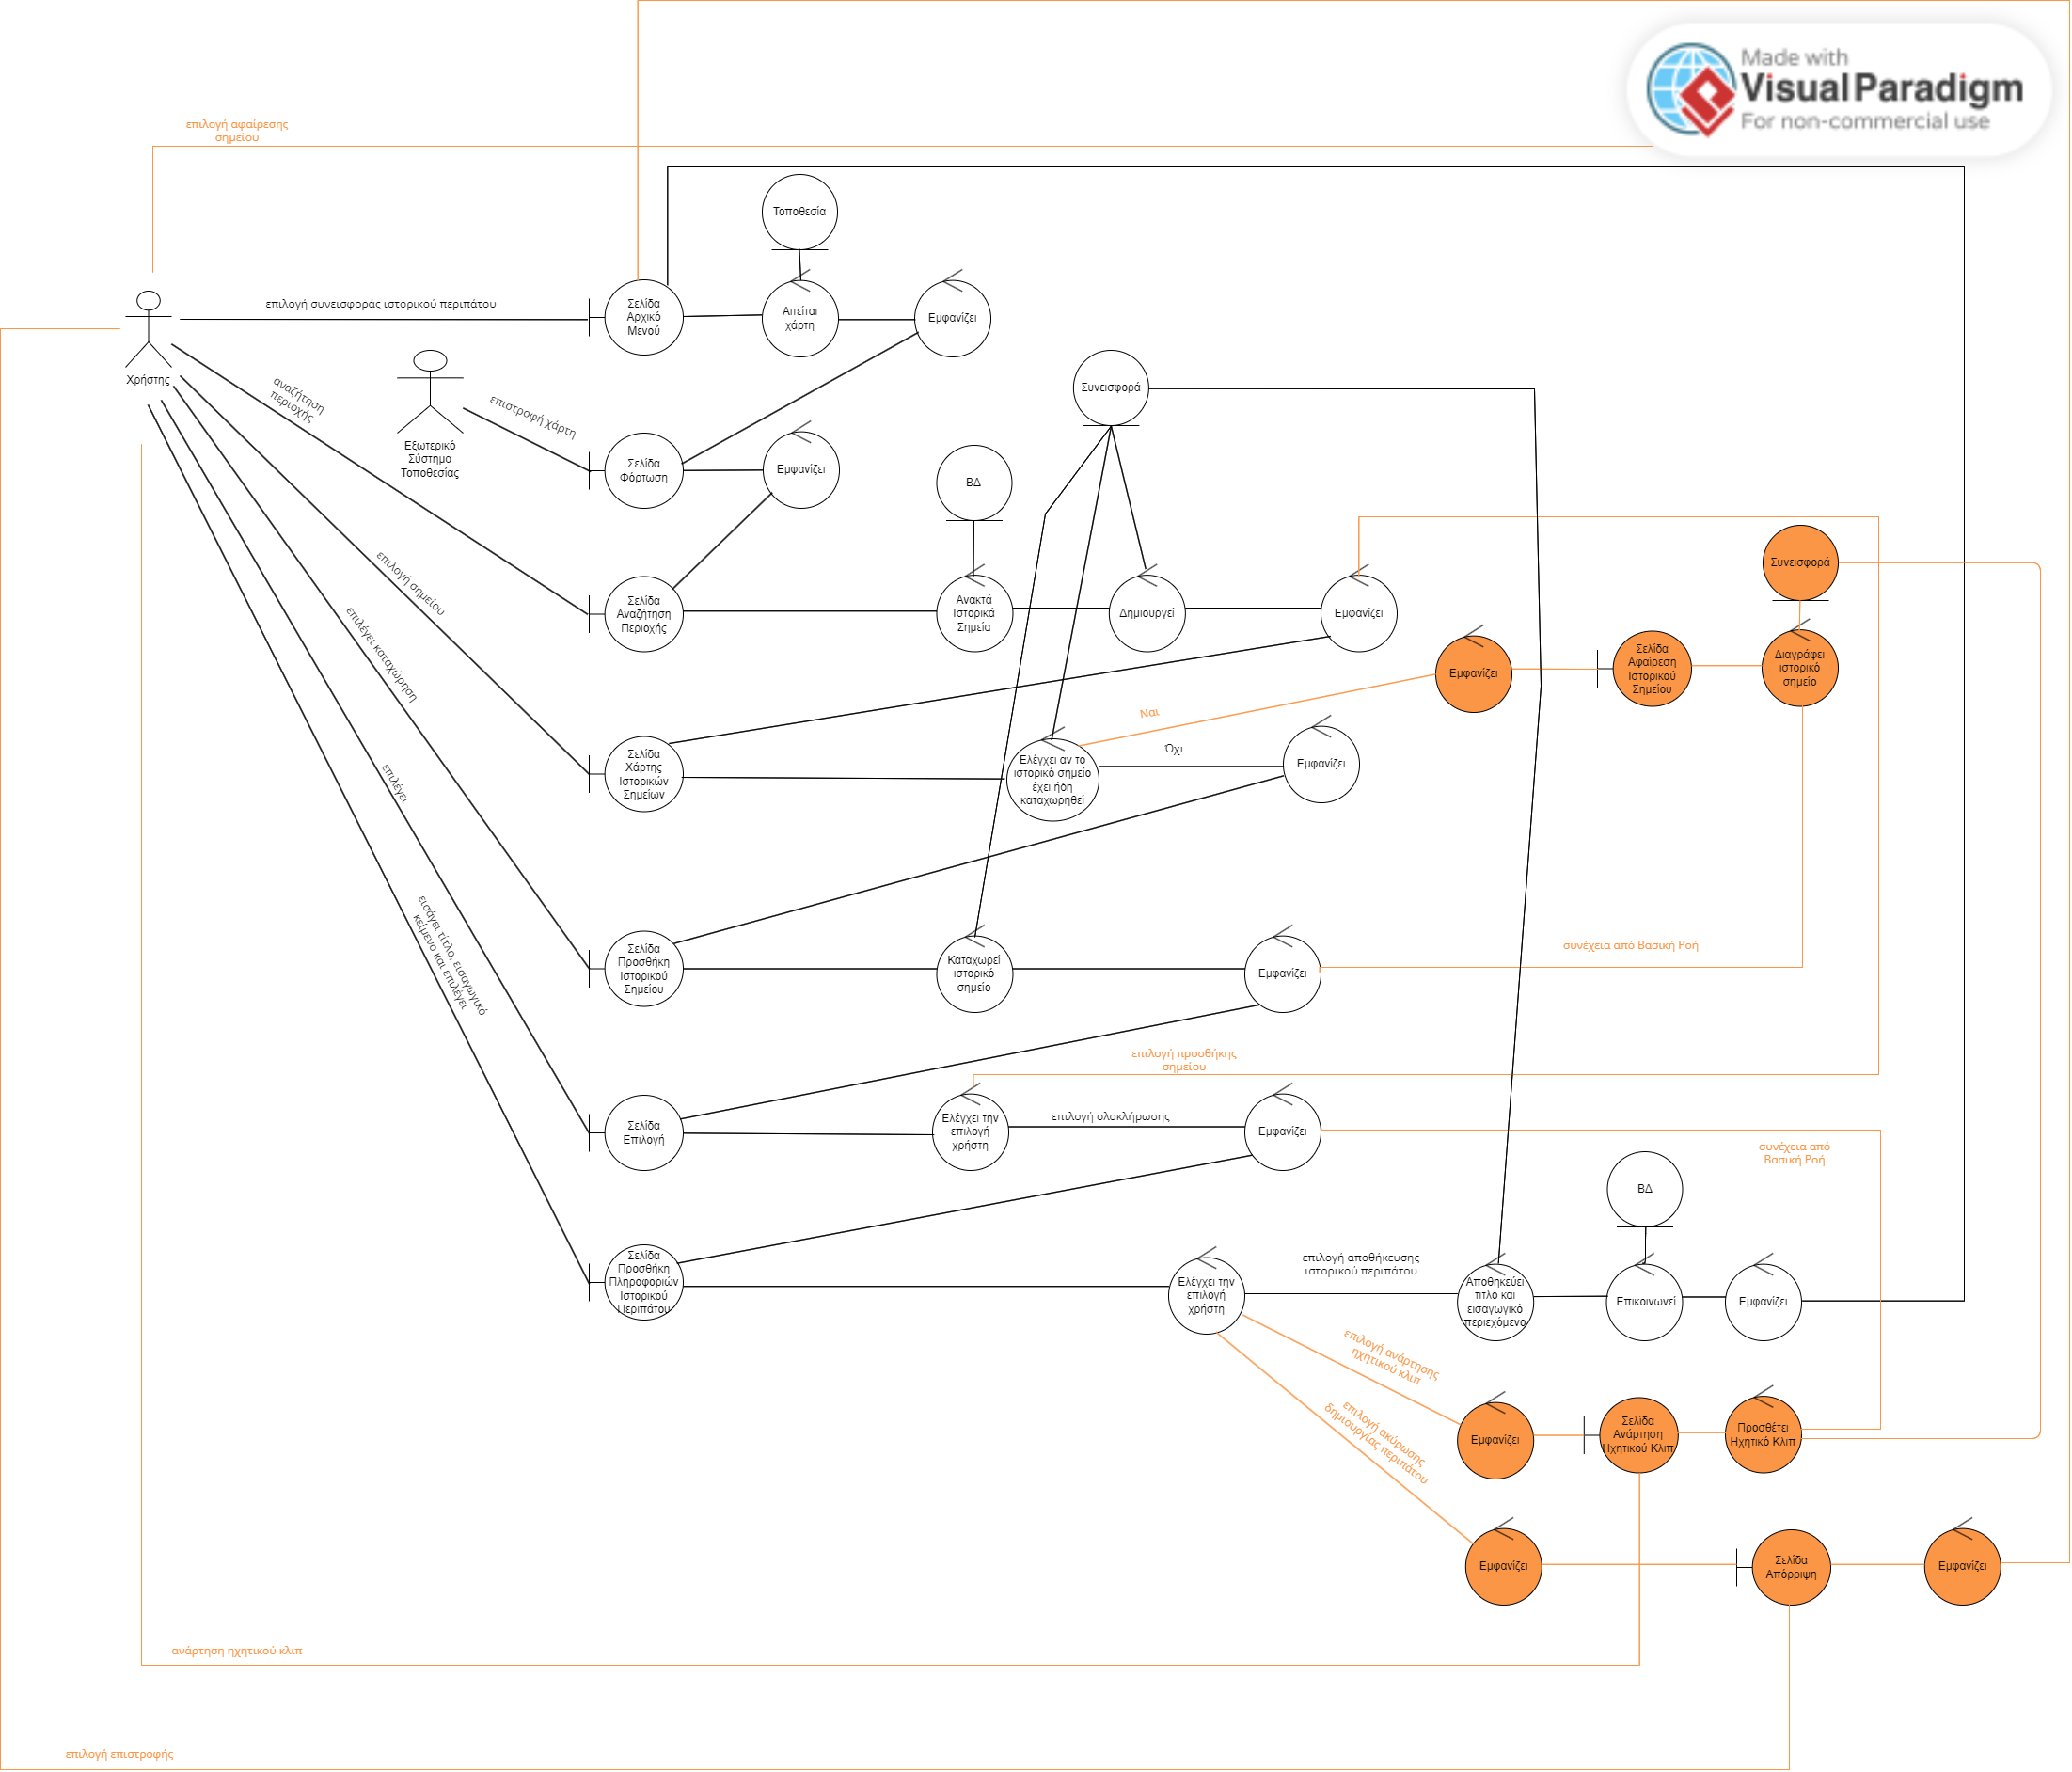 Made with
Visual Paradigm
For non-commercial use
επιλογή αφαίρεσης
σημείου
Τοποθεσία
επιλογή συνεισφοράς ιστορικού περιπάτου
Σελίδα
Αρχικό
Μενού
Αιτείται
χάρτη
Εμφανίζει
Χρήστης
αναζήτηση
περιοχής
Εξωτερικό
Σύστημα
Τοποθεσίας
επιστροφή χάρτη
Σελίδα
Φόρτωση
Εμφανίζει
Συνεισφορά
ΒΔ
επιλογή σημείου
Σελίδα
Αναζήτηση
Περιοχής
Ανακτά
Ιστορικά
Σημεία
Δημιουργεί
Εμφανίζει
Συνεισφορά
Εμφανίζει
Σελίδα
Αφαίρεση
Ιστορικού
Σημείου
Διαγράφει
ιστορικό
σημείο
επιλέγει καταχώρηση
Ναι
Όχι
Σελίδα
Χάρτης
Ιστορικών
Σημείων
Ελέγχει αν το
ιστορικό σημείο
έχει ήδη
καταχωρηθεί
Εμφανίζει
επιλέγει
εισάγει τίτλο, εισαγωγικό
κείμενο και επιλέγει
Σελίδα
Προσθήκη
Ιστορικού
Σημείου
Καταχωρεί
ιστορικό
σημείο
Εμφανίζει
συνέχεια από Βασική Ροή
επιλογή προσθήκης
σημείου
Σελίδα
Επιλογή
Ελέγχει την
επιλογή
χρήστη
επιλογή ολοκλήρωσης
Εμφανίζει
συνέχεια από
Βασική Ροή
ΒΔ
Σελίδα
Προσθήκη
Πληροφοριών
Ιστορικού
Περιπάτου
Ελέγχει την
επιλογή
χρήστη
επιλογή αποθήκευσης
ιστορικού περιπάτου
Αποθηκεύει
τιτλο και
εισαγωγικό
περιεχόμενο
Επικοινωνεί
Εμφανίζει
επιλογή ανάρτησης
ηχητικού κλιπ
επιλογή ακύρωσης
δημιουργίας περιπάτου
Εμφανίζει
Σελίδα
Ανάρτηση
Ηχητικού Κλιπ
Προσθέτει
Ηχητικό Κλιπ
Εμφανίζει
Σελίδα
Απόρριψη
Εμφανίζει
ανάρτηση ηχητικού κλιπ
επιλογή επιστροφής